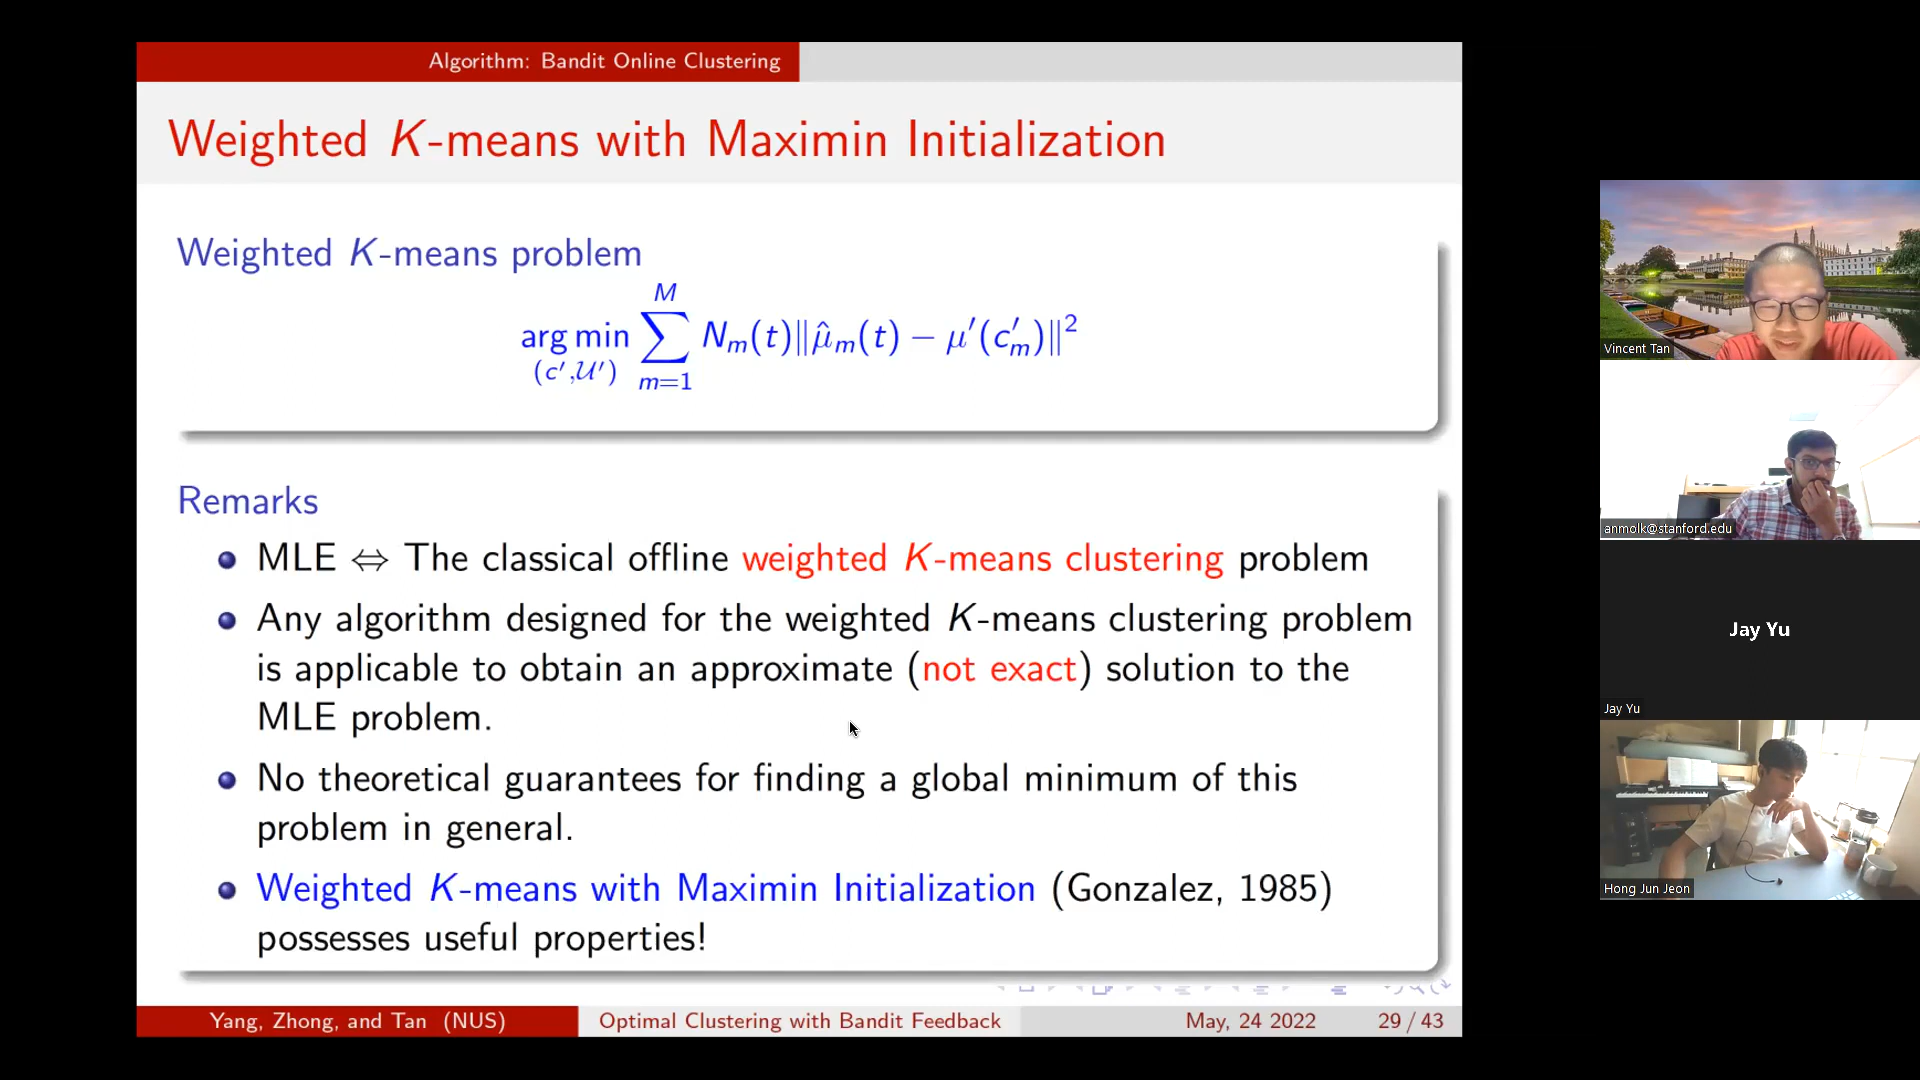 Algorithm: Bandit Online Clustering
Weighted K-means with Maximin Initialization
Weighted K-means problem
arg min_{(c′,𝒰′)} ∑_{m=1}^{M} N_m(t)‖μ̂_m(t) − μ′(c′_m)‖²
Remarks
MLE ⇔ The classical offline weighted K-means clustering problem
Any algorithm designed for the weighted K-means clustering problem
is applicable to obtain an approximate (not exact) solution to the
MLE problem.
No theoretical guarantees for finding a global minimum of this
problem in general.
Weighted K-means with Maximin Initialization (Gonzalez, 1985)
possesses useful properties!
Yang, Zhong, and Tan (NUS) Optimal Clustering with Bandit Feedback May, 24 2022 29 / 43
Vincent Tan
anmolk@stanford.edu
Jay Yu
Jay Yu
Hong Jun Jeon